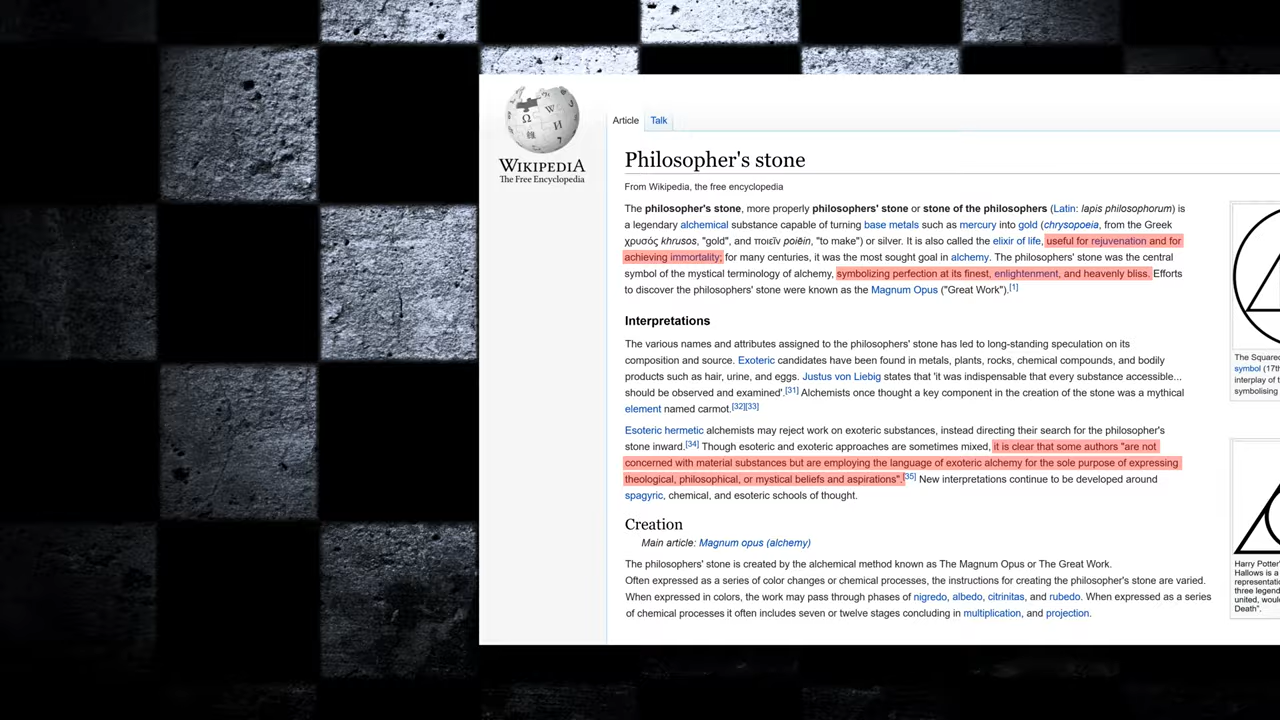 WIKIPEDIA
The Free Encyclopedia
Article Talk
Philosopher's stone
From Wikipedia, the free encyclopedia
The philosopher's stone, more properly philosophers' stone or stone of the philosophers (Latin: lapis philosophorum) is
a legendary alchemical substance capable of turning base metals such as mercury into gold (chrysopoeia, from the Greek
χρυσός khrusos, "gold", and ποιεῖν poiēin, "to make") or silver. It is also called the elixir of life, useful for rejuvenation and for
achieving immortality; for many centuries, it was the most sought goal in alchemy. The philosophers' stone was the central
symbol of the mystical terminology of alchemy, symbolizing perfection at its finest, enlightenment, and heavenly bliss. Efforts
to discover the philosophers' stone were known as the Magnum Opus ("Great Work").[1]
Interpretations
The various names and attributes assigned to the philosophers' stone has led to long-standing speculation on its
composition and source. Exoteric candidates have been found in metals, plants, rocks, chemical compounds, and bodily
products such as hair, urine, and eggs. Justus von Liebig states that 'it was indispensable that every substance accessible...
should be observed and examined'.[31] Alchemists once thought a key component in the creation of the stone was a mythical
element named carmot.[32][33]
Esoteric hermetic alchemists may reject work on exoteric substances, instead directing their search for the philosopher's
stone inward.[34] Though esoteric and exoteric approaches are sometimes mixed, it is clear that some authors "are not
concerned with material substances but are employing the language of exoteric alchemy for the sole purpose of expressing
theological, philosophical, or mystical beliefs and aspirations".[35] New interpretations continue to be developed around
spagyric, chemical, and esoteric schools of thought.
Creation
Main article: Magnum opus (alchemy)
The philosophers' stone is created by the alchemical method known as The Magnum Opus or The Great Work.
Often expressed as a series of color changes or chemical processes, the instructions for creating the philosopher's stone are varied.
When expressed in colors, the work may pass through phases of nigredo, albedo, citrinitas, and rubedo. When expressed as a series
of chemical processes it often includes seven or twelve stages concluding in multiplication, and projection.
The Squared
symbol (17th
interplay of t
symbolising
Harry Potter'
Hallows is a
representatio
three legend
united, woul
Death".